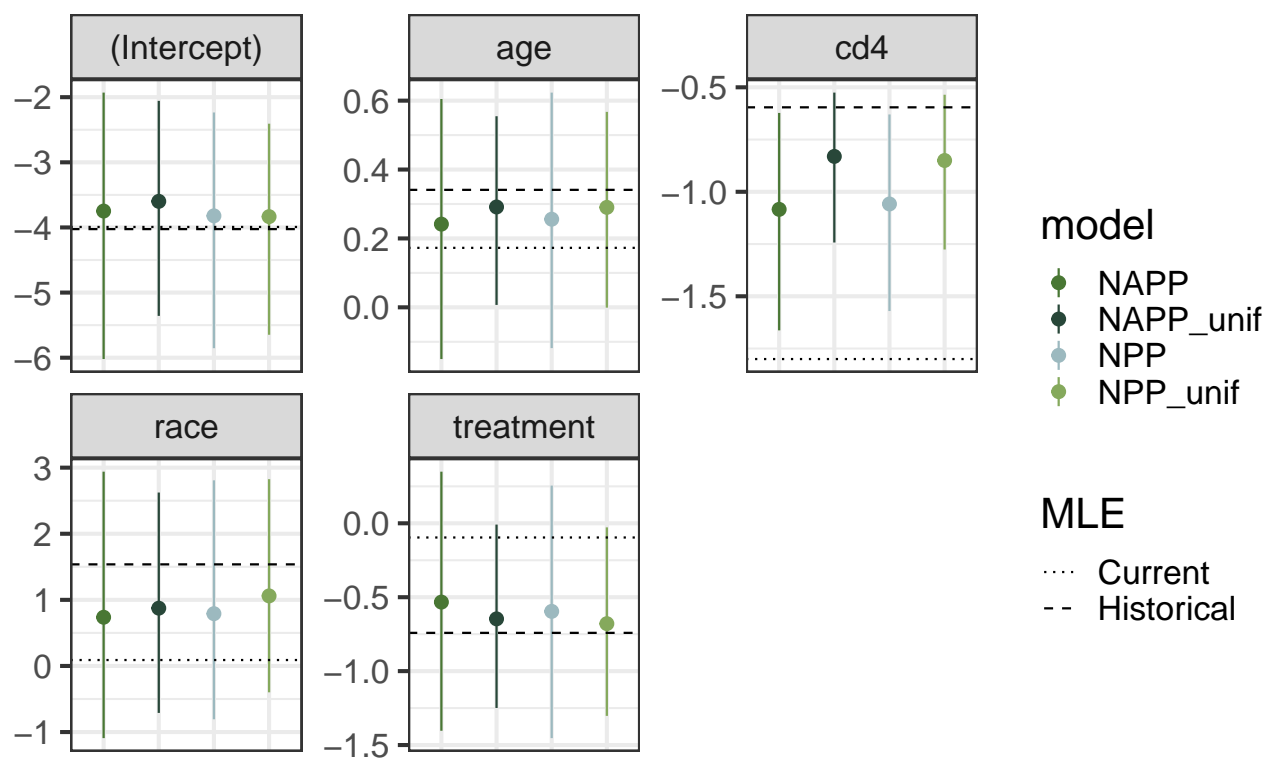 (Intercept)
age
cd4
−2
−3
−4
−5
−6
0.6
0.4
0.2
0.0
−0.5
−1.0
−1.5
race
treatment
3
2
1
0
−1
0.0
−0.5
−1.0
−1.5
model
NAPP
NAPP_unif
NPP
NPP_unif
MLE
Current
Historical